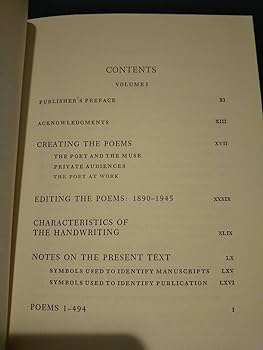 CONTENTS
VOLUME I
PUBLISHER'S PREFACE XI
ACKNOWLEDGMENTS XIII
CREATING THE POEMS XVII
THE POET AND THE MUSE
PRIVATE AUDIENCES
THE POET AT WORK
EDITING THE POEMS: 1890-1945 XXXIX
CHARACTERISTICS OF
THE HANDWRITING XLIX
NOTES ON THE PRESENT TEXT LX
SYMBOLS USED TO IDENTIFY MANUSCRIPTS LXV
SYMBOLS USED TO IDENTIFY PUBLICATION LXVI
POEMS 1-494 1